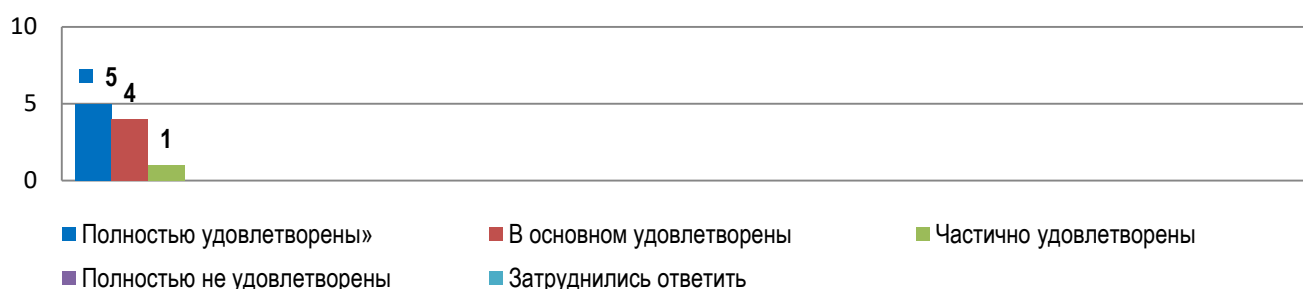 10
5
4
5
1
0
Полностью удовлетворены»
В основном удовлетворены
Частично удовлетворены
Полностью не удовлетворены
Затруднились ответить